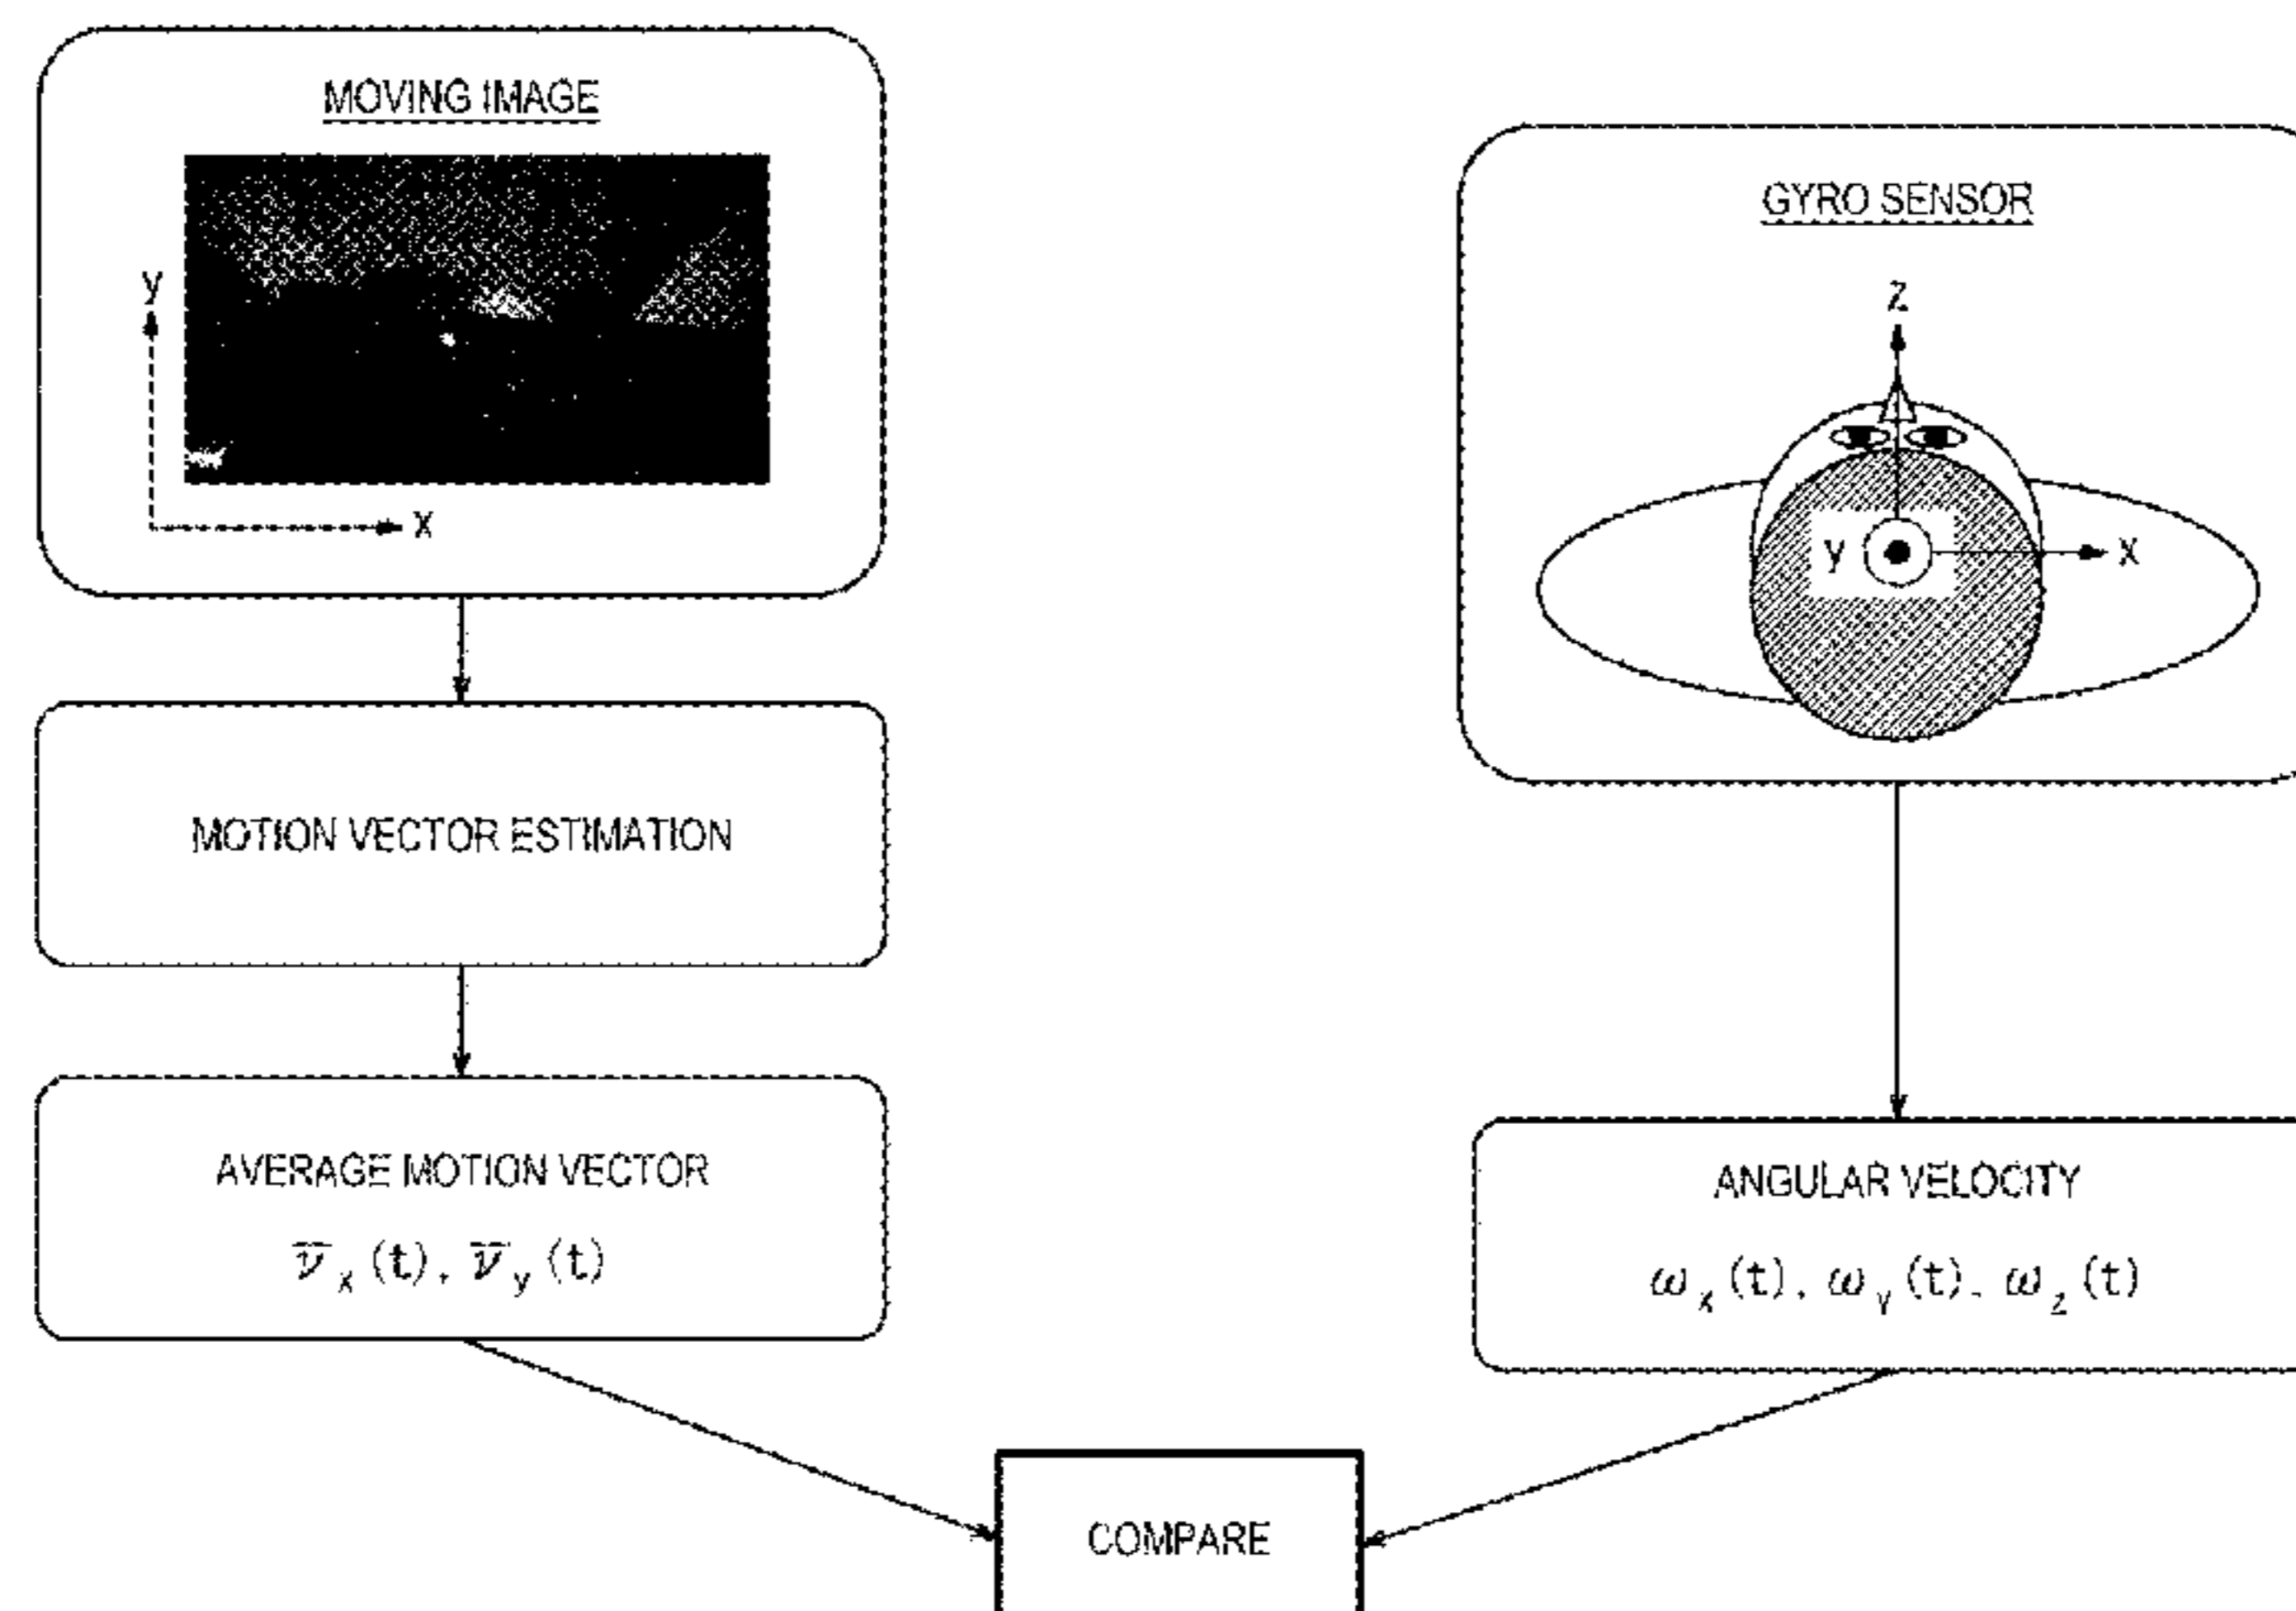 MOVING IMAGE
y
x
MOTION VECTOR ESTIMATION
AVERAGE MOTION VECTOR
ν̅x(t), ν̅y(t)
GYRO SENSOR
z
y
x
ANGULAR VELOCITY
ωx(t), ωy(t), ωz(t)
COMPARE